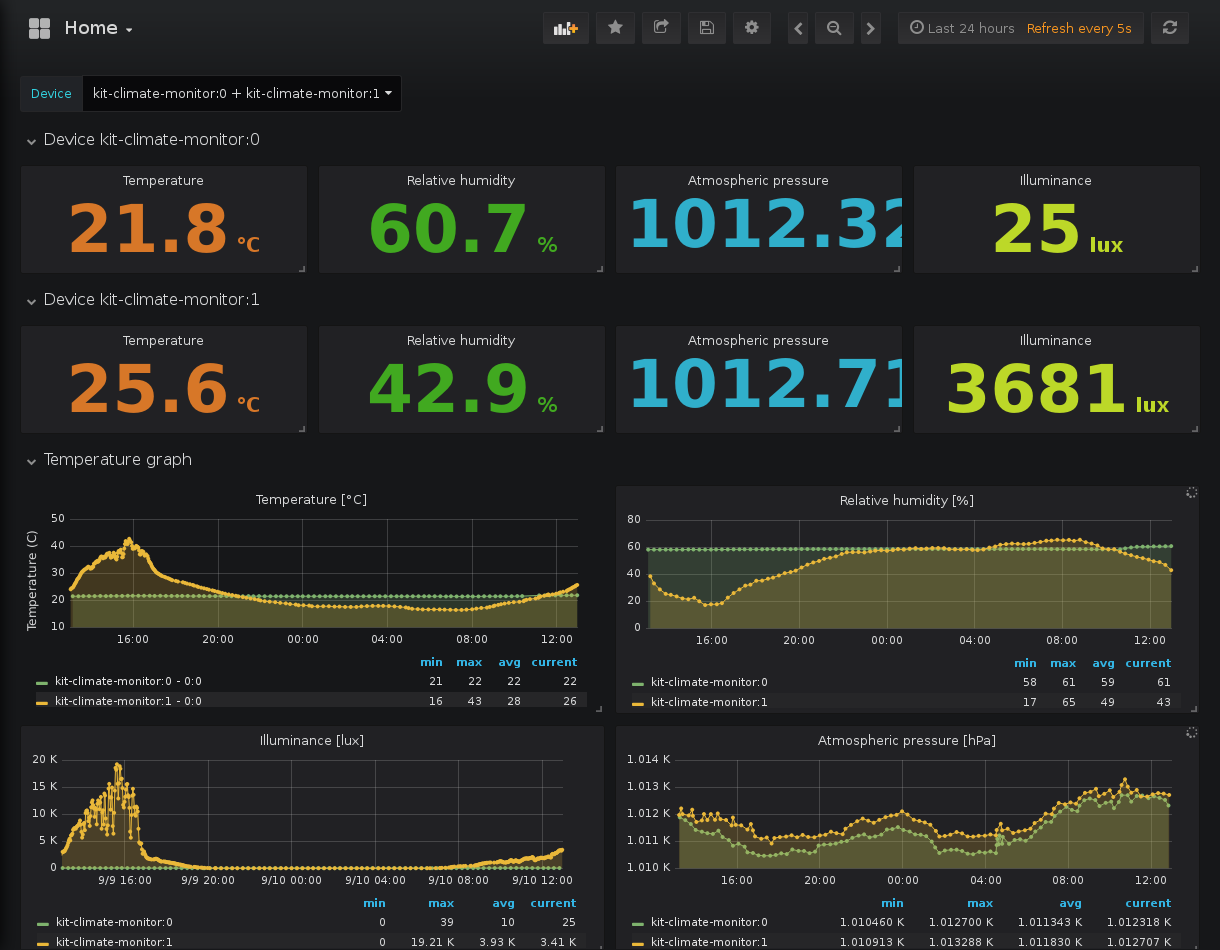 Home
Last 24 hours Refresh every 5s
Device kit-climate-monitor:0 + kit-climate-monitor:1
Device kit-climate-monitor:0
Temperature Relative humidity Atmospheric pressure Illuminance
21.8 °C 60.7 % 1012.32 25 lux
Device kit-climate-monitor:1
Temperature Relative humidity Atmospheric pressure Illuminance
25.6 °C 42.9 % 1012.71 3681 lux
Temperature graph
Temperature [°C]
Temperature (C)
50
40
30
20
10
16:00 20:00 00:00 04:00 08:00 12:00
min max avg current
kit-climate-monitor:0 - 0:0 21 22 22 22
kit-climate-monitor:1 - 0:0 16 43 28 26
Relative humidity [%]
80
60
40
20
0
16:00 20:00 00:00 04:00 08:00 12:00
min max avg current
kit-climate-monitor:0 58 61 59 61
kit-climate-monitor:1 17 65 49 43
Illuminance [lux]
20 K
15 K
10 K
5 K
0
9/9 16:00 9/9 20:00 9/10 00:00 9/10 04:00 9/10 08:00 9/10 12:00
min max avg current
kit-climate-monitor:0 0 39 10 25
kit-climate-monitor:1 0 19.21 K 3.93 K 3.41 K
Atmospheric pressure [hPa]
1.014 K
1.013 K
1.012 K
1.011 K
1.010 K
16:00 20:00 00:00 04:00 08:00 12:00
min max avg current
kit-climate-monitor:0 1.010460 K 1.012700 K 1.011343 K 1.012318 K
kit-climate-monitor:1 1.010913 K 1.013288 K 1.011830 K 1.012707 K